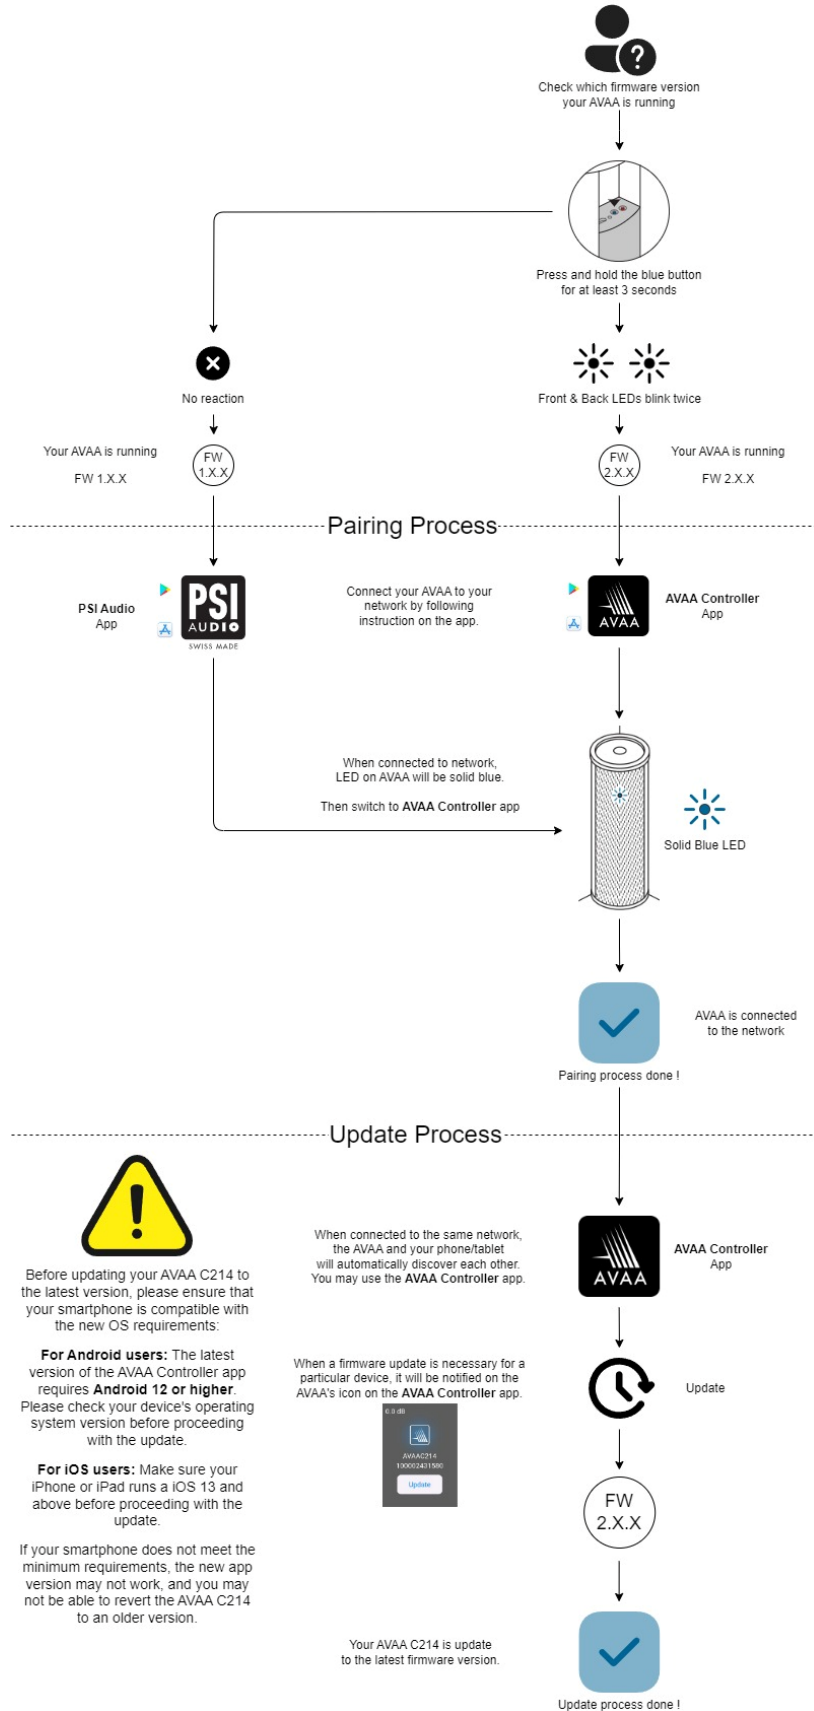 ?
Check which firmware version
your AVAA is running
Press and hold the blue button
for at least 3 seconds
No reaction
Front & Back LEDs blink twice
Your AVAA is running
FW 1.X.X
FW
1.X.X
FW
2.X.X
Your AVAA is running
FW 2.X.X
Pairing Process
PSI Audio
App
PSI
AUDIO
SWISS MADE
Connect your AVAA to your
network by following
instruction on the app.
AVAA
AVAA Controller
App
When connected to network,
LED on AVAA will be solid blue.
Then switch to AVAA Controller app
Solid Blue LED
AVAA is connected
to the network
Pairing process done !
Update Process
!
Before updating your AVAA C214 to
the latest version, please ensure that
your smartphone is compatible with
the new OS requirements:
For Android users: The latest
version of the AVAA Controller app
requires Android 12 or higher.
Please check your device's operating
system version before proceeding
with the update.
For iOS users: Make sure your
iPhone or iPad runs a iOS 13 and
above before proceeding with the
update.
If your smartphone does not meet the
minimum requirements, the new app
version may not work, and you may
not be able to revert the AVAA C214
to an older version.
When connected to the same network,
the AVAA and your phone/tablet
will automatically discover each other.
You may use the AVAA Controller app.
AVAA
AVAA Controller
App
When a firmware update is necessary for a
particular device, it will be notified on the
AVAA's icon on the AVAA Controller app.
0.0 dB
AVAAC214
100002431580
Update
Update
FW
2.X.X
Your AVAA C214 is update
to the latest firmware version.
Update process done !